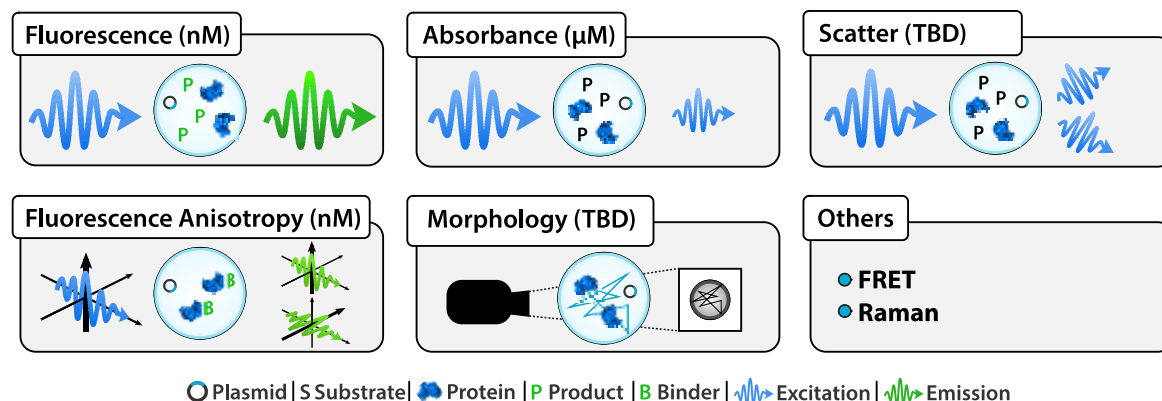 Fluorescence (nM)
P
P
P
Absorbance (µM)
P
P
P
Scatter (TBD)
P
P
P
Fluorescence Anisotropy (nM)
B
B
Morphology (TBD)
Others
FRET
Raman
Plasmid | S Substrate | Protein | P Product | B Binder | Excitation | Emission